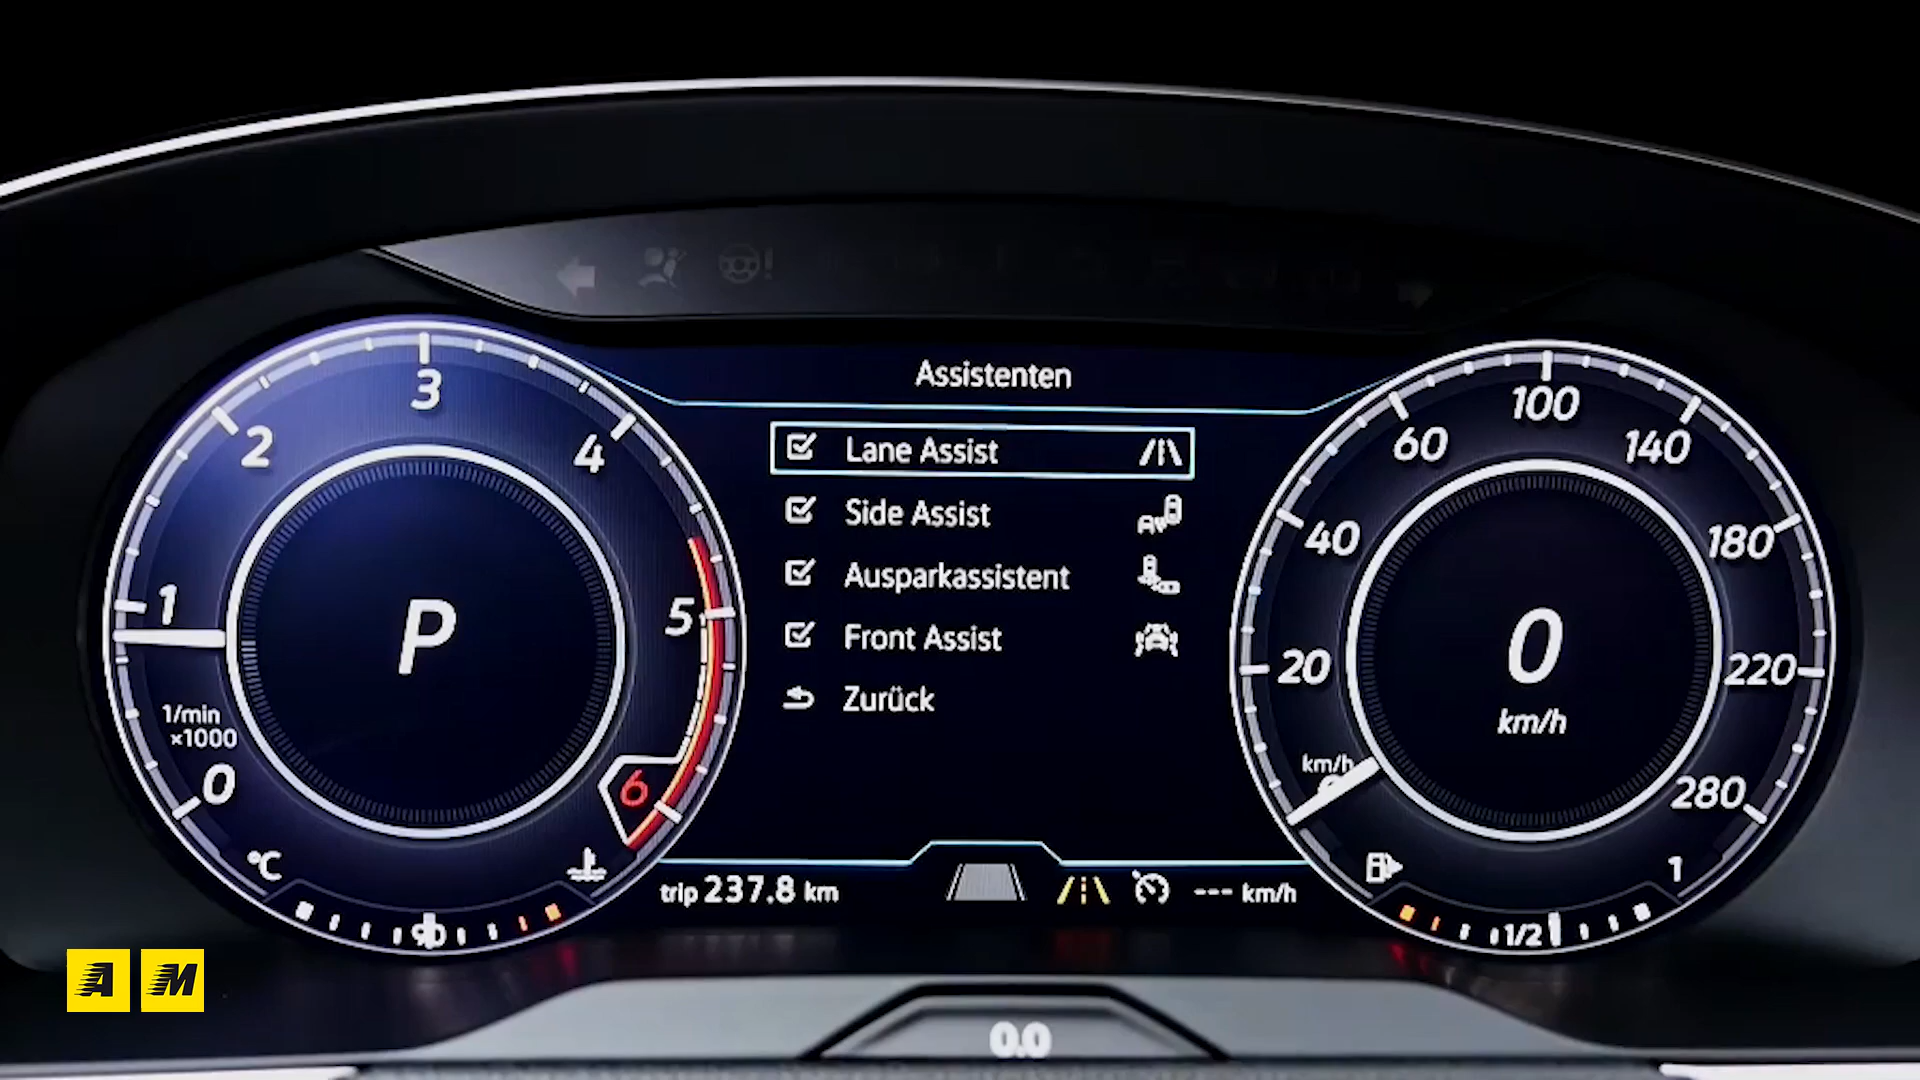 Assistenten
Lane Assist
Side Assist
Ausparkassistent
Front Assist
Zurück
0
1
2
3
4
5
6
1/min
x1000
P
°C
90
trip 237.8 km
--- km/h
20
40
60
100
140
180
220
280
0
km/h
km/h
1/2
1
0.0
AM